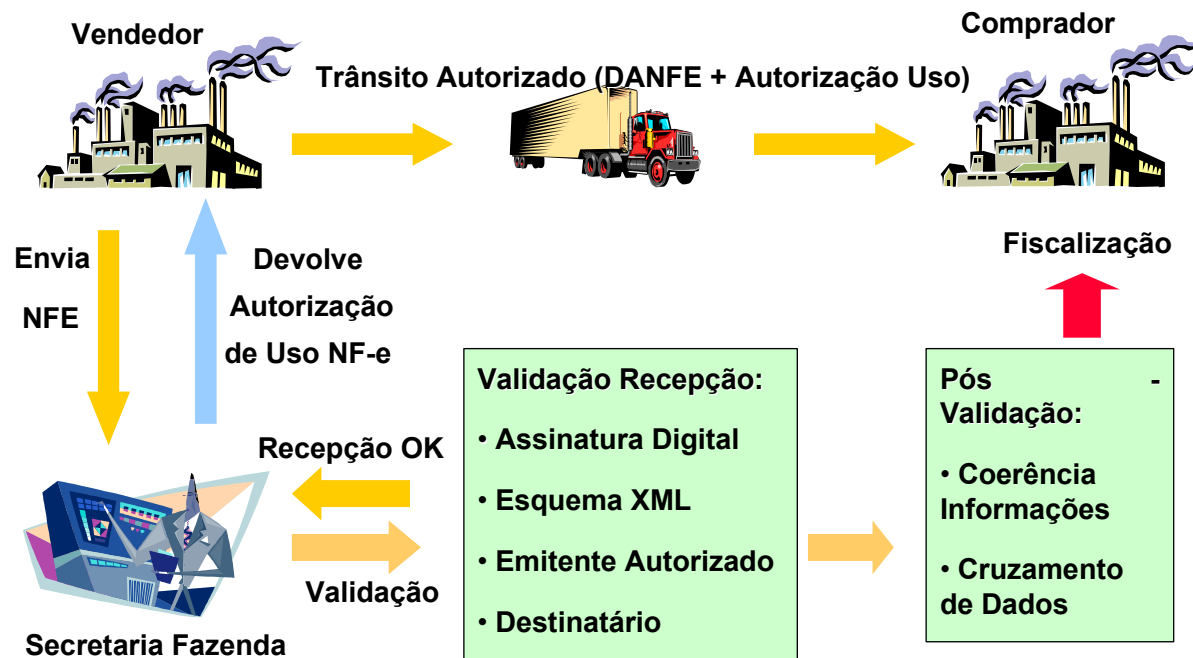 Vendedor
Comprador
Trânsito Autorizado (DANFE + Autorização Uso)
Envia
NFE
Devolve
Autorização
de Uso NF-e
Fiscalização
Recepção OK
Validação
Secretaria Fazenda
Validação Recepção:
• Assinatura Digital
• Esquema XML
• Emitente Autorizado
• Destinatário
Pós -
Validação:
• Coerência
Informações
• Cruzamento
de Dados